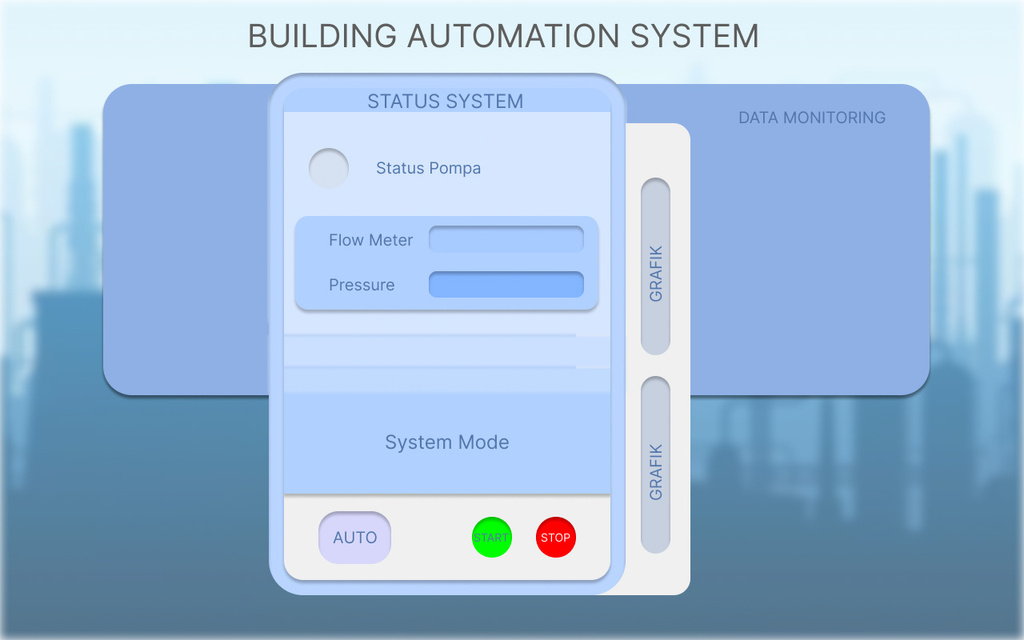 BUILDING AUTOMATION SYSTEM
STATUS SYSTEM
DATA MONITORING
Status Pompa
Flow Meter
Pressure
GRAFIK
GRAFIK
System Mode
AUTO
START
STOP